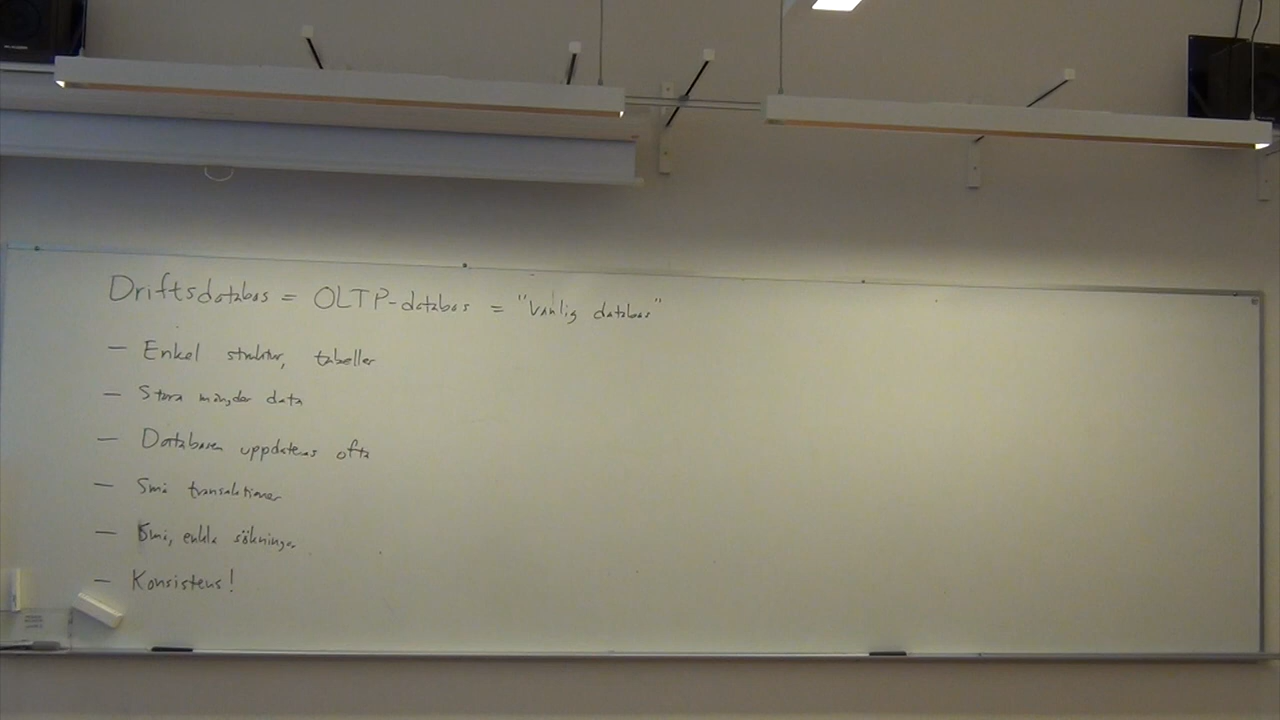 Driftsdatabas = OLTP-databas = "Vanlig databas"
— Enkel struktur, tabeller
— Stora mängder data
— Databasen uppdateras ofta
— Små transaktioner
— Små, enkla sökningar
— Konsistens!